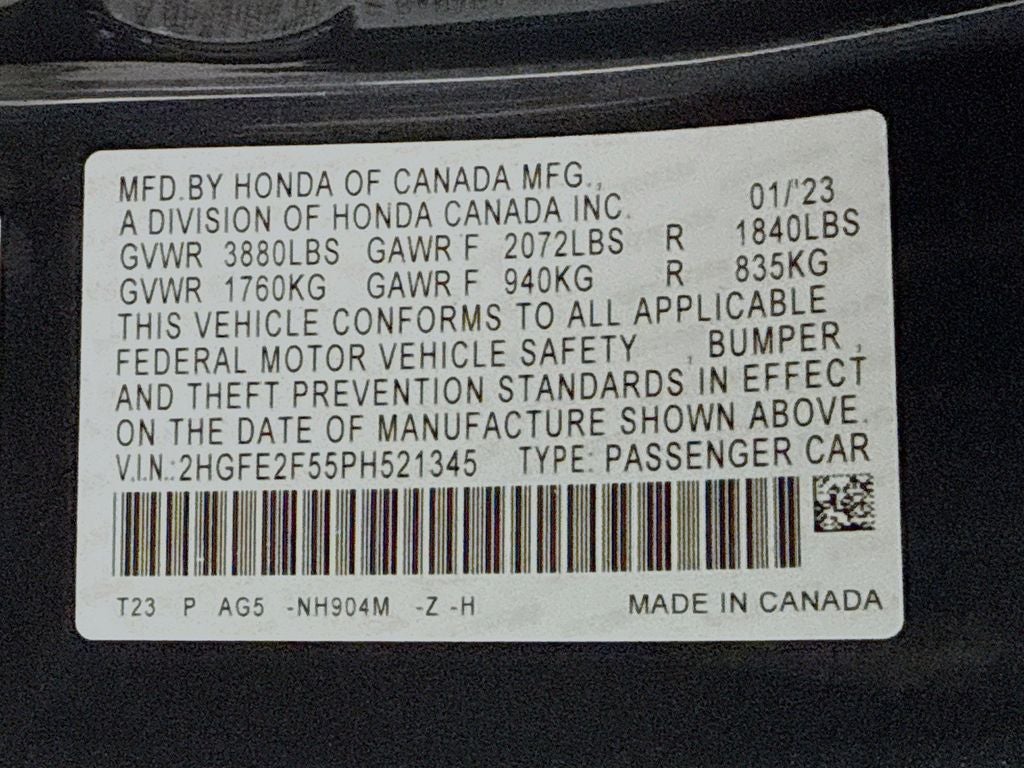 MFD.BY HONDA OF CANADA MFG.,
A DIVISION OF HONDA CANADA INC. 01/'23
GVWR 3880LBS GAWR F 2072LBS R 1840LBS
GVWR 1760KG GAWR F 940KG R 835KG
THIS VEHICLE CONFORMS TO ALL APPLICABLE
FEDERAL MOTOR VEHICLE SAFETY , BUMPER ,
AND THEFT PREVENTION STANDARDS IN EFFECT
ON THE DATE OF MANUFACTURE SHOWN ABOVE.
V.I.N.:2HGFE2F55PH521345 TYPE: PASSENGER CAR
T23 P AG5 -NH904M -Z -H MADE IN CANADA